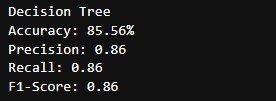 Decision Tree
Accuracy: 85.56%
Precision: 0.86
Recall: 0.86
F1-Score: 0.86